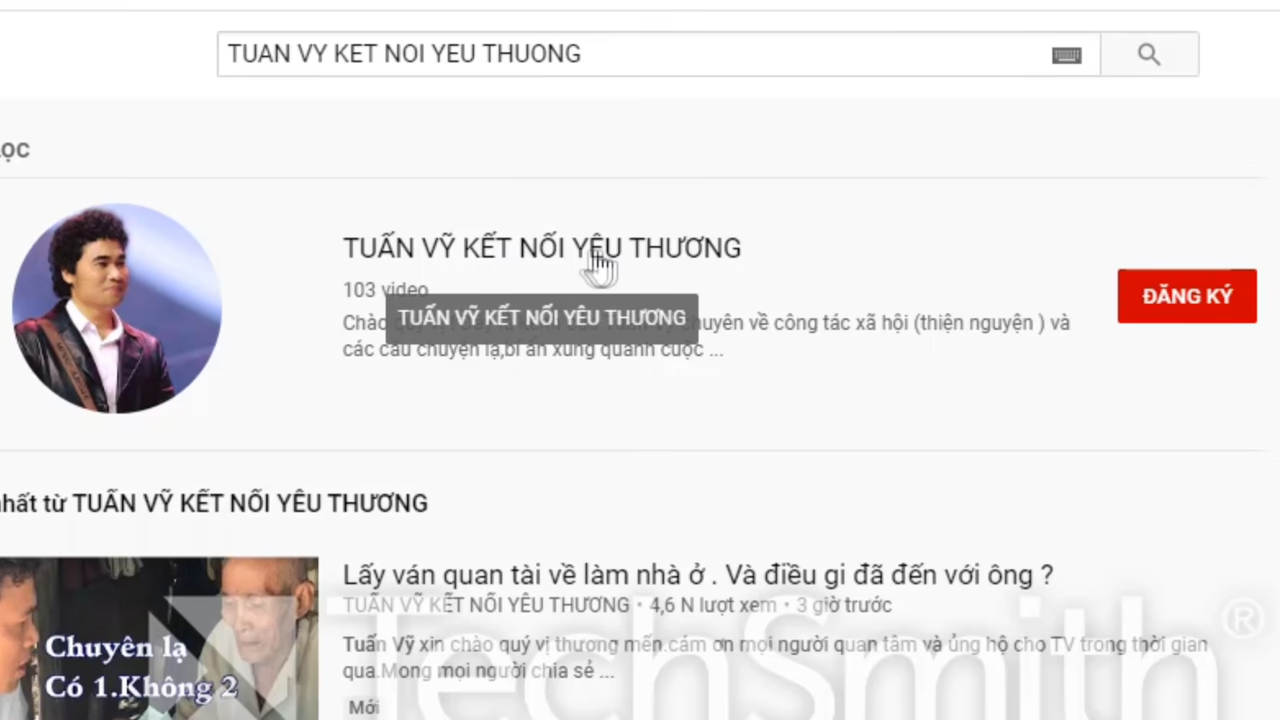 TUAN VY KET NOI YEU THUONG
ỌC
TUẤN VỸ KẾT NỐI YÊU THƯƠNG
103 video
TUẤN VỸ KẾT NỐI YÊU THƯƠNG
ĐĂNG KÝ
Chào chuyên về công tác xã hội (thiện nguyện ) và
các câu chuyện lạ,bí ẩn xung quanh cuộc ...
nhất từ TUẤN VỸ KẾT NỐI YÊU THƯƠNG
Lấy ván quan tài về làm nhà ở . Và điều gi đã đến với ông ?
TUẤN VỸ KẾT NỐI YÊU THƯƠNG • 4,6 N lượt xem • 3 giờ trước
Chuyên lạ
Có 1.Không 2
Tuấn Vỹ xin chào quý vị thương mến.cám ơn mọi người quan tâm và ủng hộ cho TV trong thời gian
qua.Mong mọi người chia sẻ ...
Mới
TechSmith®